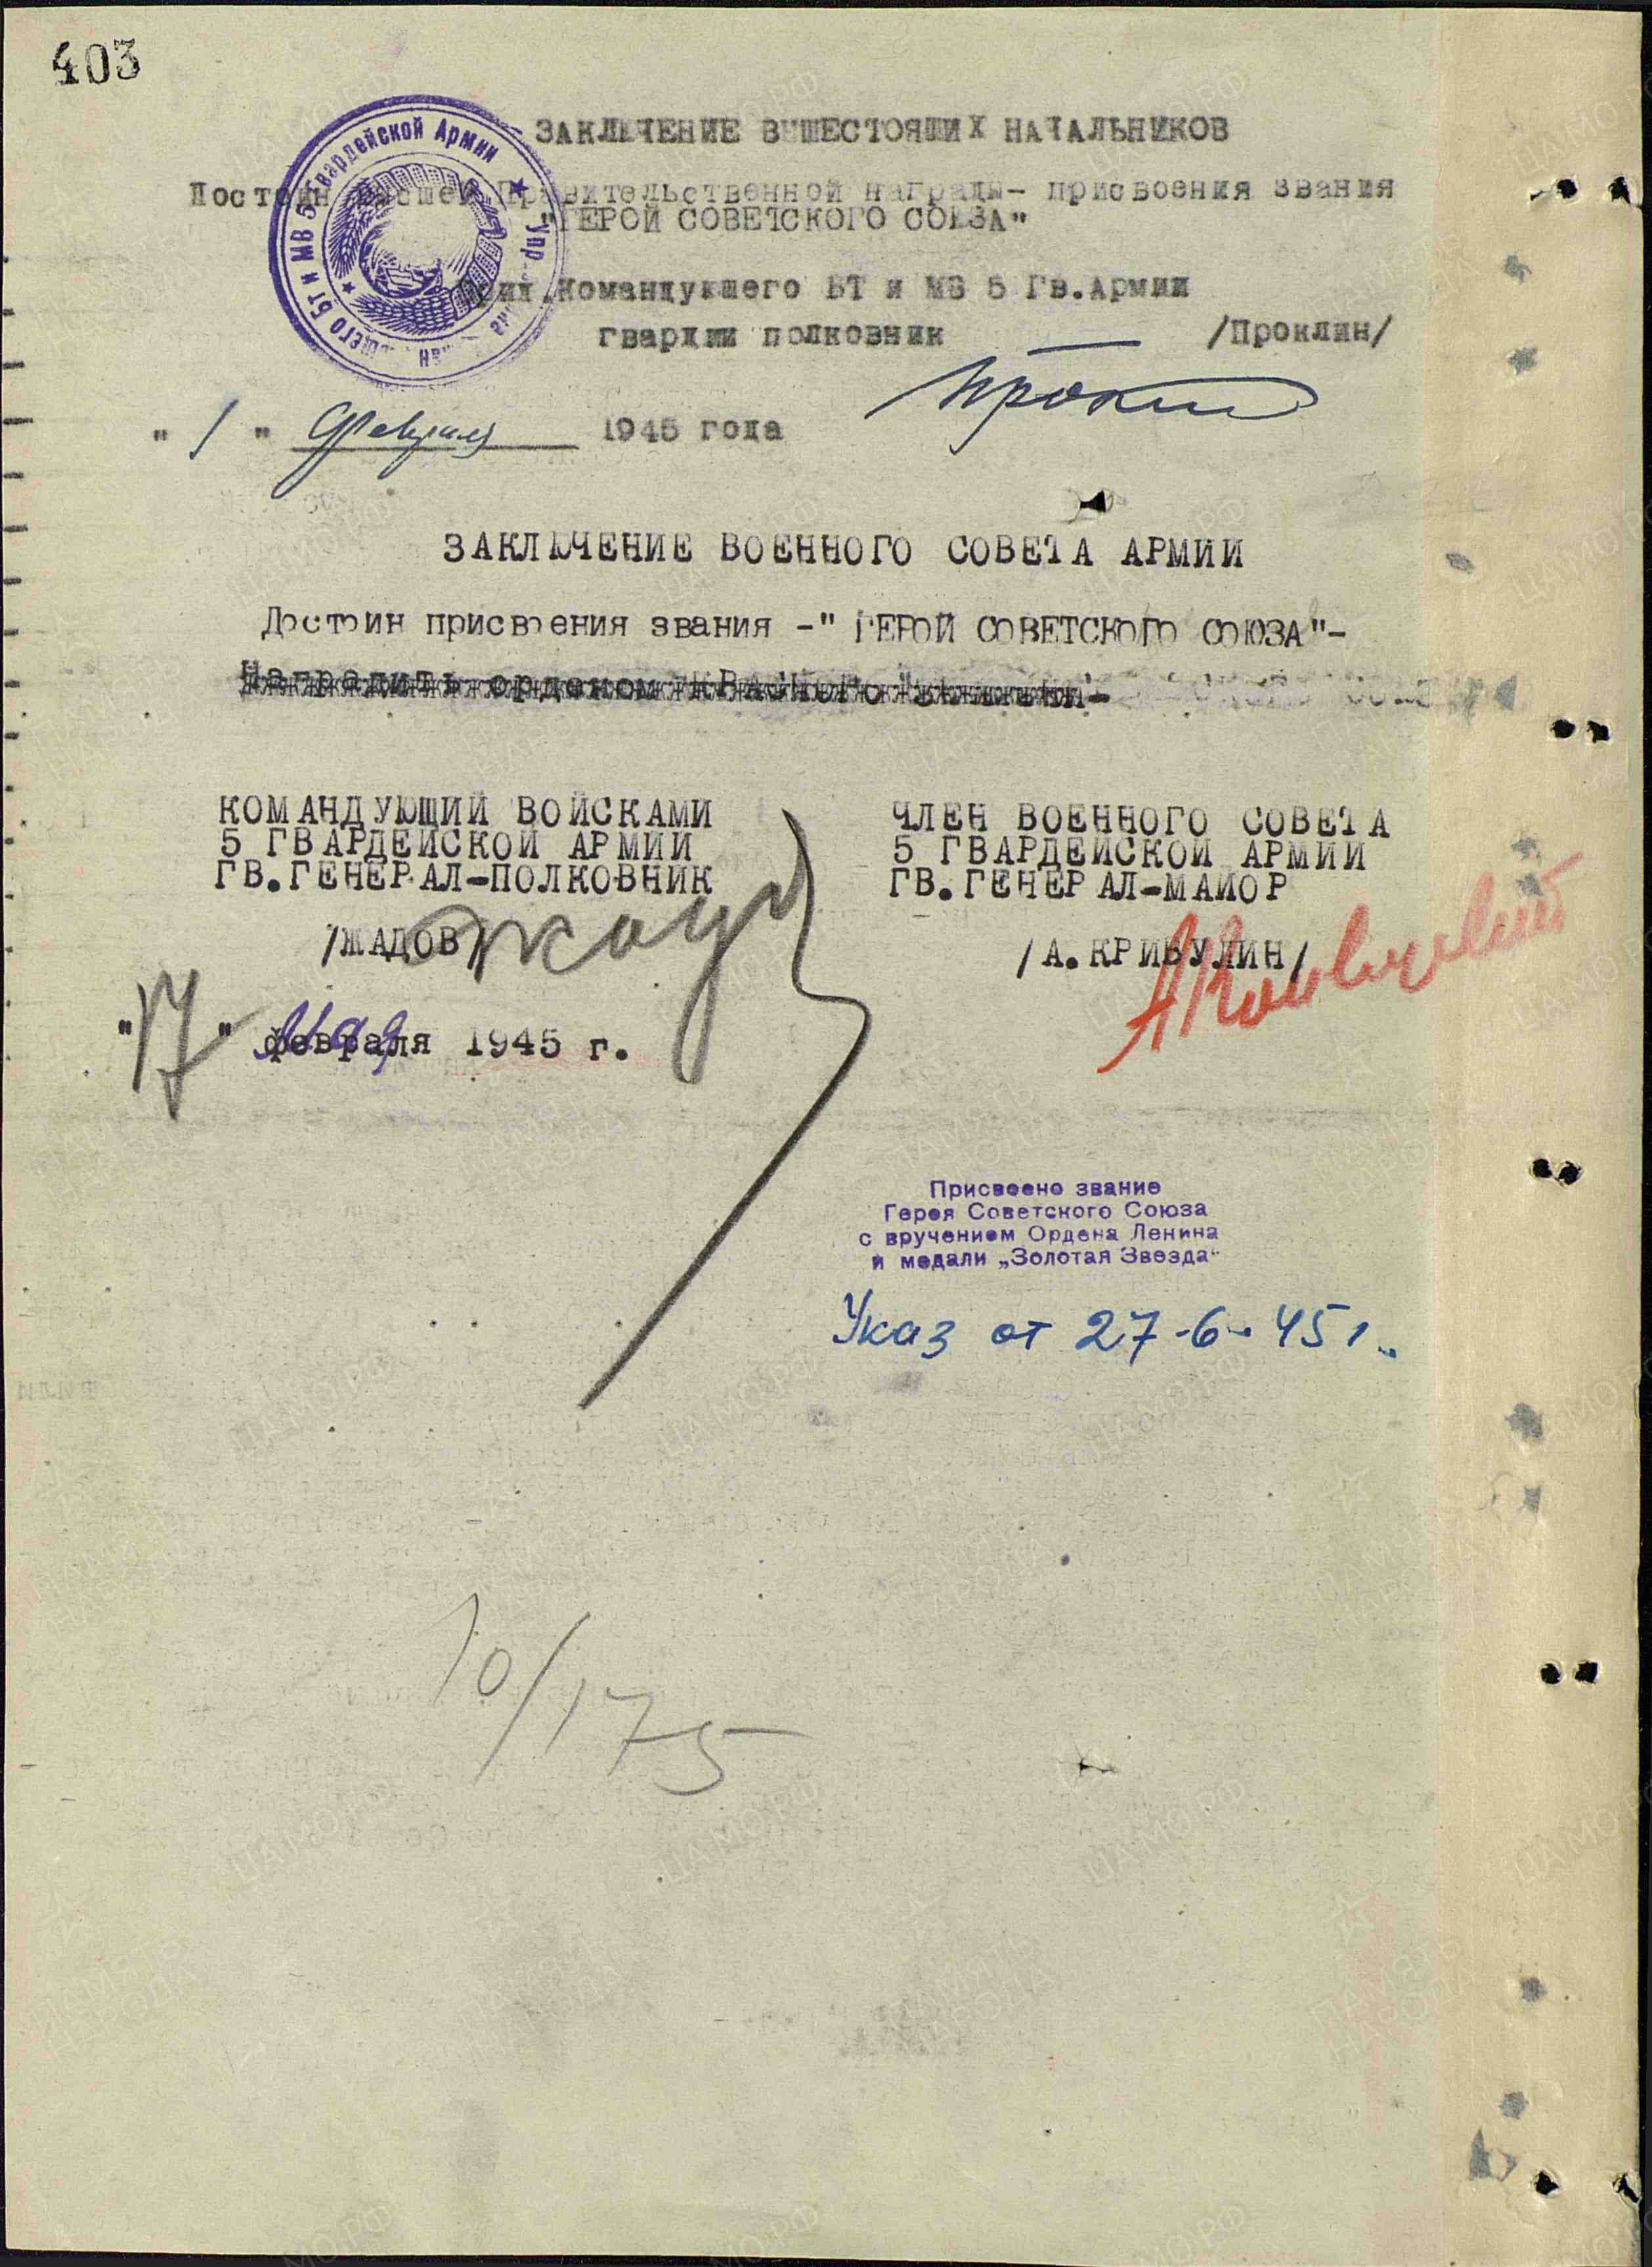 403
ЗАКЛЮЧЕНИЕ ВЫШЕСТОЯЩИХ НАЧАЛЬНИКОВ
Достоин высшей Правительственной награды- присвоения звания
"ГЕРОЙ СОВЕТСКОГО СОЮЗА"
Командующего БТ и МВ 5 Гв.Армии
гвардии полковник /Проклин/
"1" февраля 1945 года
ЗАКЛЮЧЕНИЕ ВОЕННОГО СОВЕТА АРМИИ
Достоин присвоения звания -" ГЕРОЙ СОВЕТСКОГО СОЮЗА"-
Наградить орденом "Красного Знамени"-
КОМАНДУЮЩИЙ ВОЙСКАМИ
5 ГВАРДЕЙСКОЙ АРМИИ
ГВ.ГЕНЕРАЛ-ПОЛКОВНИК
/ЖАДОВ/
"17" февраля 1945 г.
мая
ЧЛЕН ВОЕННОГО СОВЕТА
5 ГВАРДЕЙСКОЙ АРМИИ
ГВ.ГЕНЕРАЛ-МАЙОР
/А.КРИВУЛИН/
Присвоено звание
Героя Советского Союза
с вручением Ордена Ленина
и медали „Золотая Звезда“
Указ от 27-6-45 г.
10/175